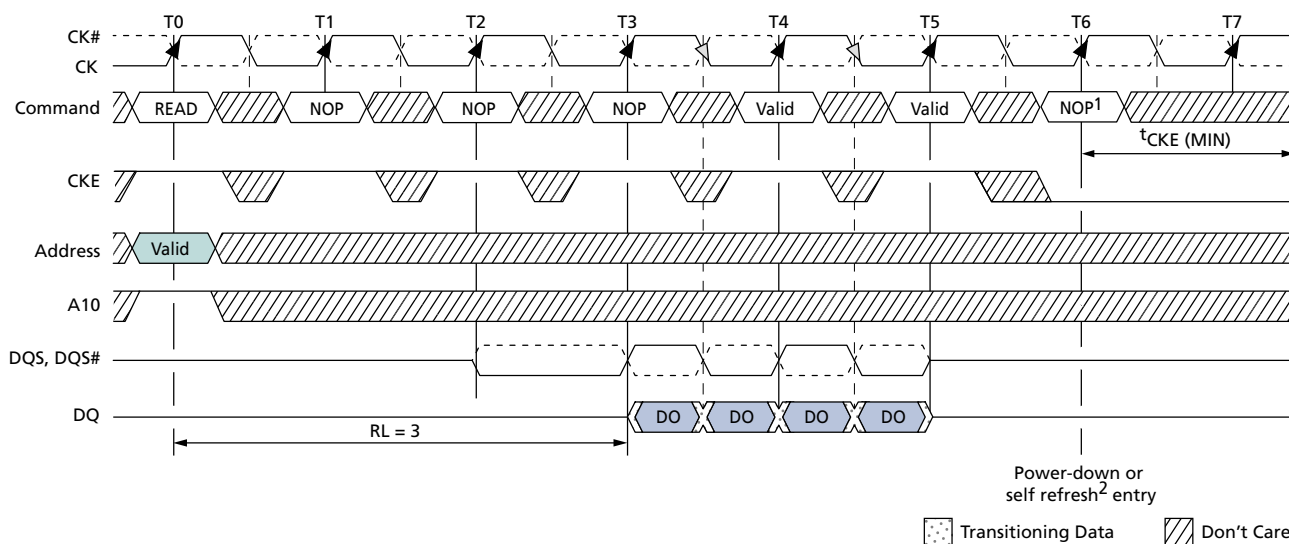 T0 T1 T2 T3 T4 T5 T6 T7
CK#
CK
Command READ NOP NOP NOP Valid Valid NOP1
tCKE (MIN)
CKE
Address Valid
A10
DQS, DQS#
DQ DO DO DO DO
RL = 3
Power-down or
self refresh2 entry
Transitioning Data Don't Care